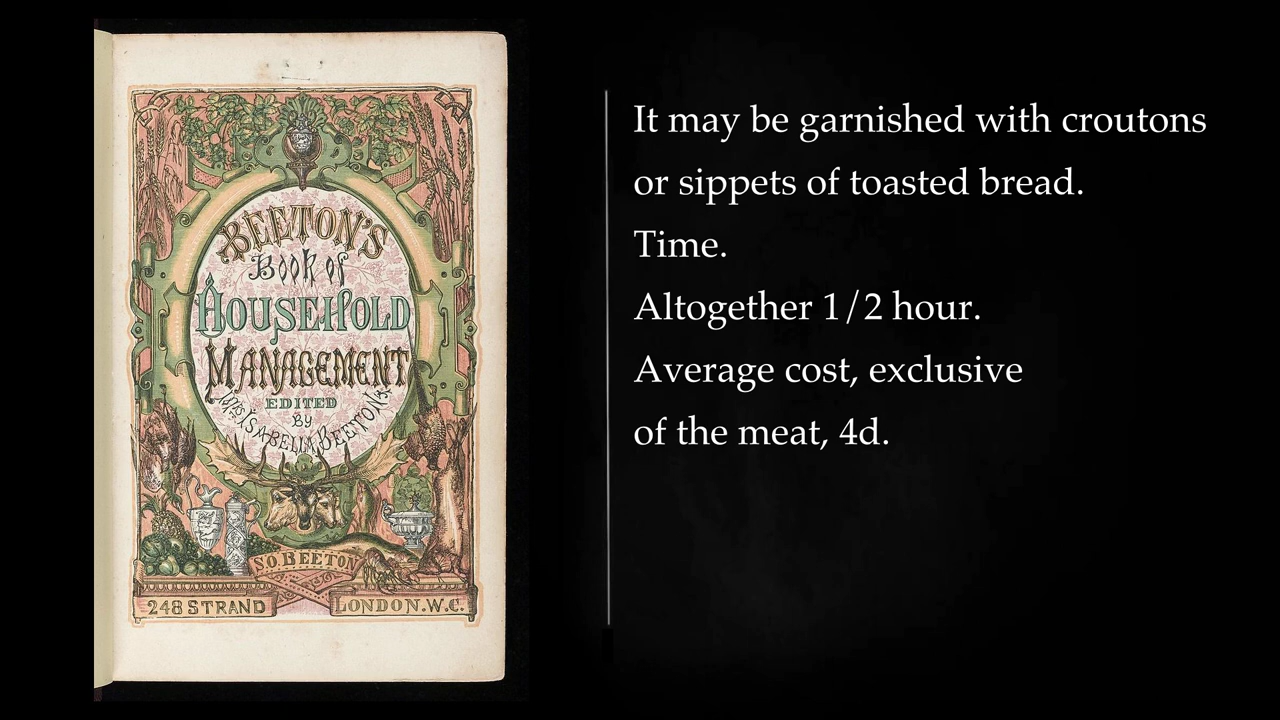 BEETON'S
Book of
HOUSEHOLD
MANAGEMENT
EDITED
BY
MRS ISABELLA BEETON
S.O. BEETON
248 STRAND
LONDON. W.C.
It may be garnished with croutons
or sippets of toasted bread.
Time.
Altogether 1/2 hour.
Average cost, exclusive
of the meat, 4d.